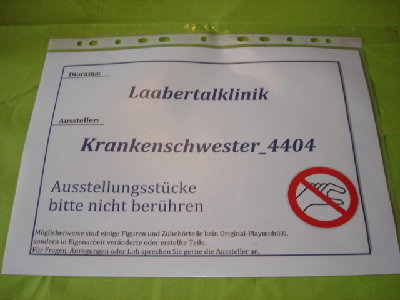 Diorama:
Laabertalklinik
Aussteller:
Krankenschwester_4404
Ausstellungsstücke
bitte nicht berühren
Möglicherweise sind einige Figuren und Zubehörteile kein Original-Playmobil®,
sondern in Eigenarbeit veränderte oder erstellte Teile.
Für Fragen, Anregungen oder Lob sprechen Sie gerne die Aussteller an.